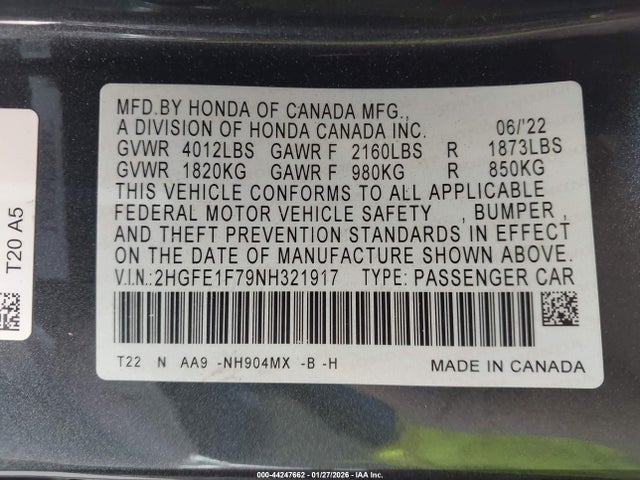 MFD.BY HONDA OF CANADA MFG.,
A DIVISION OF HONDA CANADA INC. 06/'22
GVWR 4012LBS GAWR F 2160LBS R 1873LBS
GVWR 1820KG GAWR F 980KG R 850KG
THIS VEHICLE CONFORMS TO ALL APPLICABLE
FEDERAL MOTOR VEHICLE SAFETY , BUMPER ,
AND THEFT PREVENTION STANDARDS IN EFFECT
ON THE DATE OF MANUFACTURE SHOWN ABOVE.
V.I.N.:2HGFE1F79NH321917 TYPE: PASSENGER CAR
T22 N AA9 -NH904MX -B -H MADE IN CANADA
T20 A5
000-44247662 - 01/27/2026 - IAA Inc.